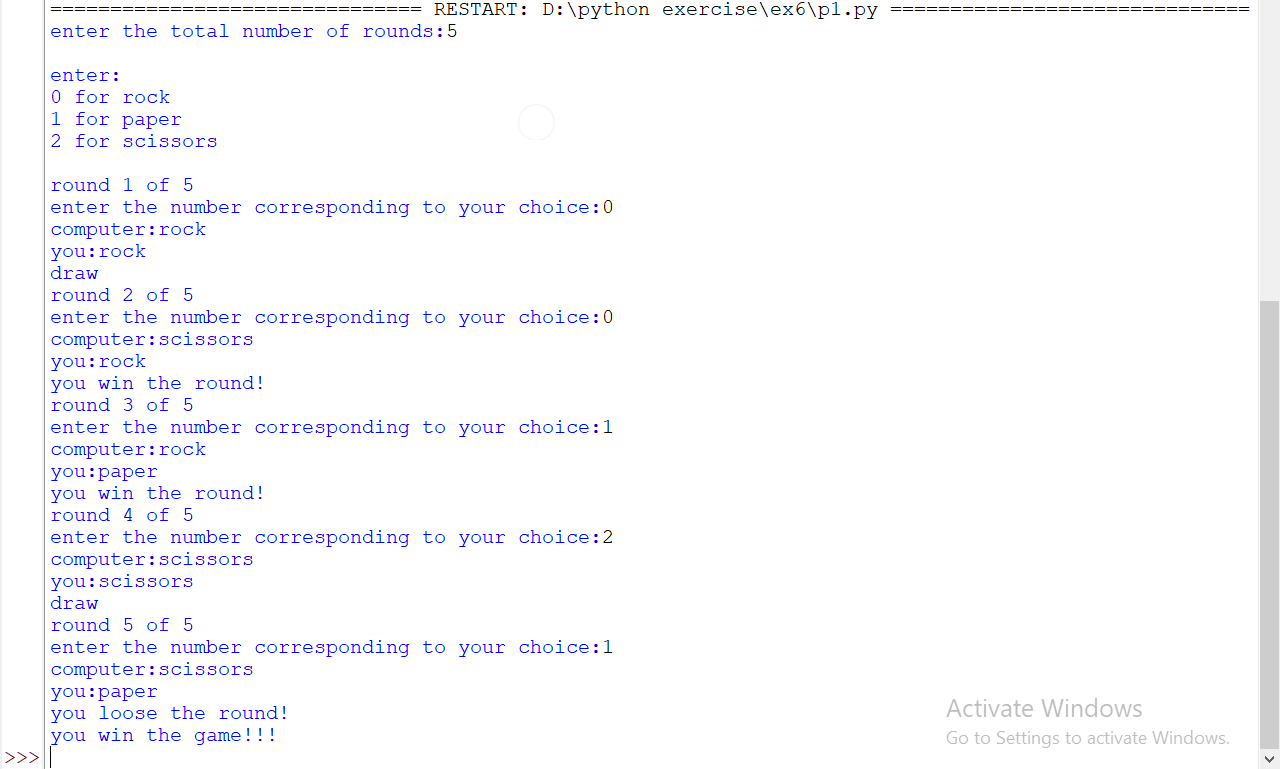 =============================== RESTART: D:\python exercise\ex6\p1.py ==============================
enter the total number of rounds:5
enter:
0 for rock
1 for paper
2 for scissors
round 1 of 5
enter the number corresponding to your choice:0
computer:rock
you:rock
draw
round 2 of 5
enter the number corresponding to your choice:0
computer:scissors
you:rock
you win the round!
round 3 of 5
enter the number corresponding to your choice:1
computer:rock
you:paper
you win the round!
round 4 of 5
enter the number corresponding to your choice:2
computer:scissors
you:scissors
draw
round 5 of 5
enter the number corresponding to your choice:1
computer:scissors
you:paper
you loose the round!
you win the game!!!
>>>
Activate Windows
Go to Settings to activate Windows.